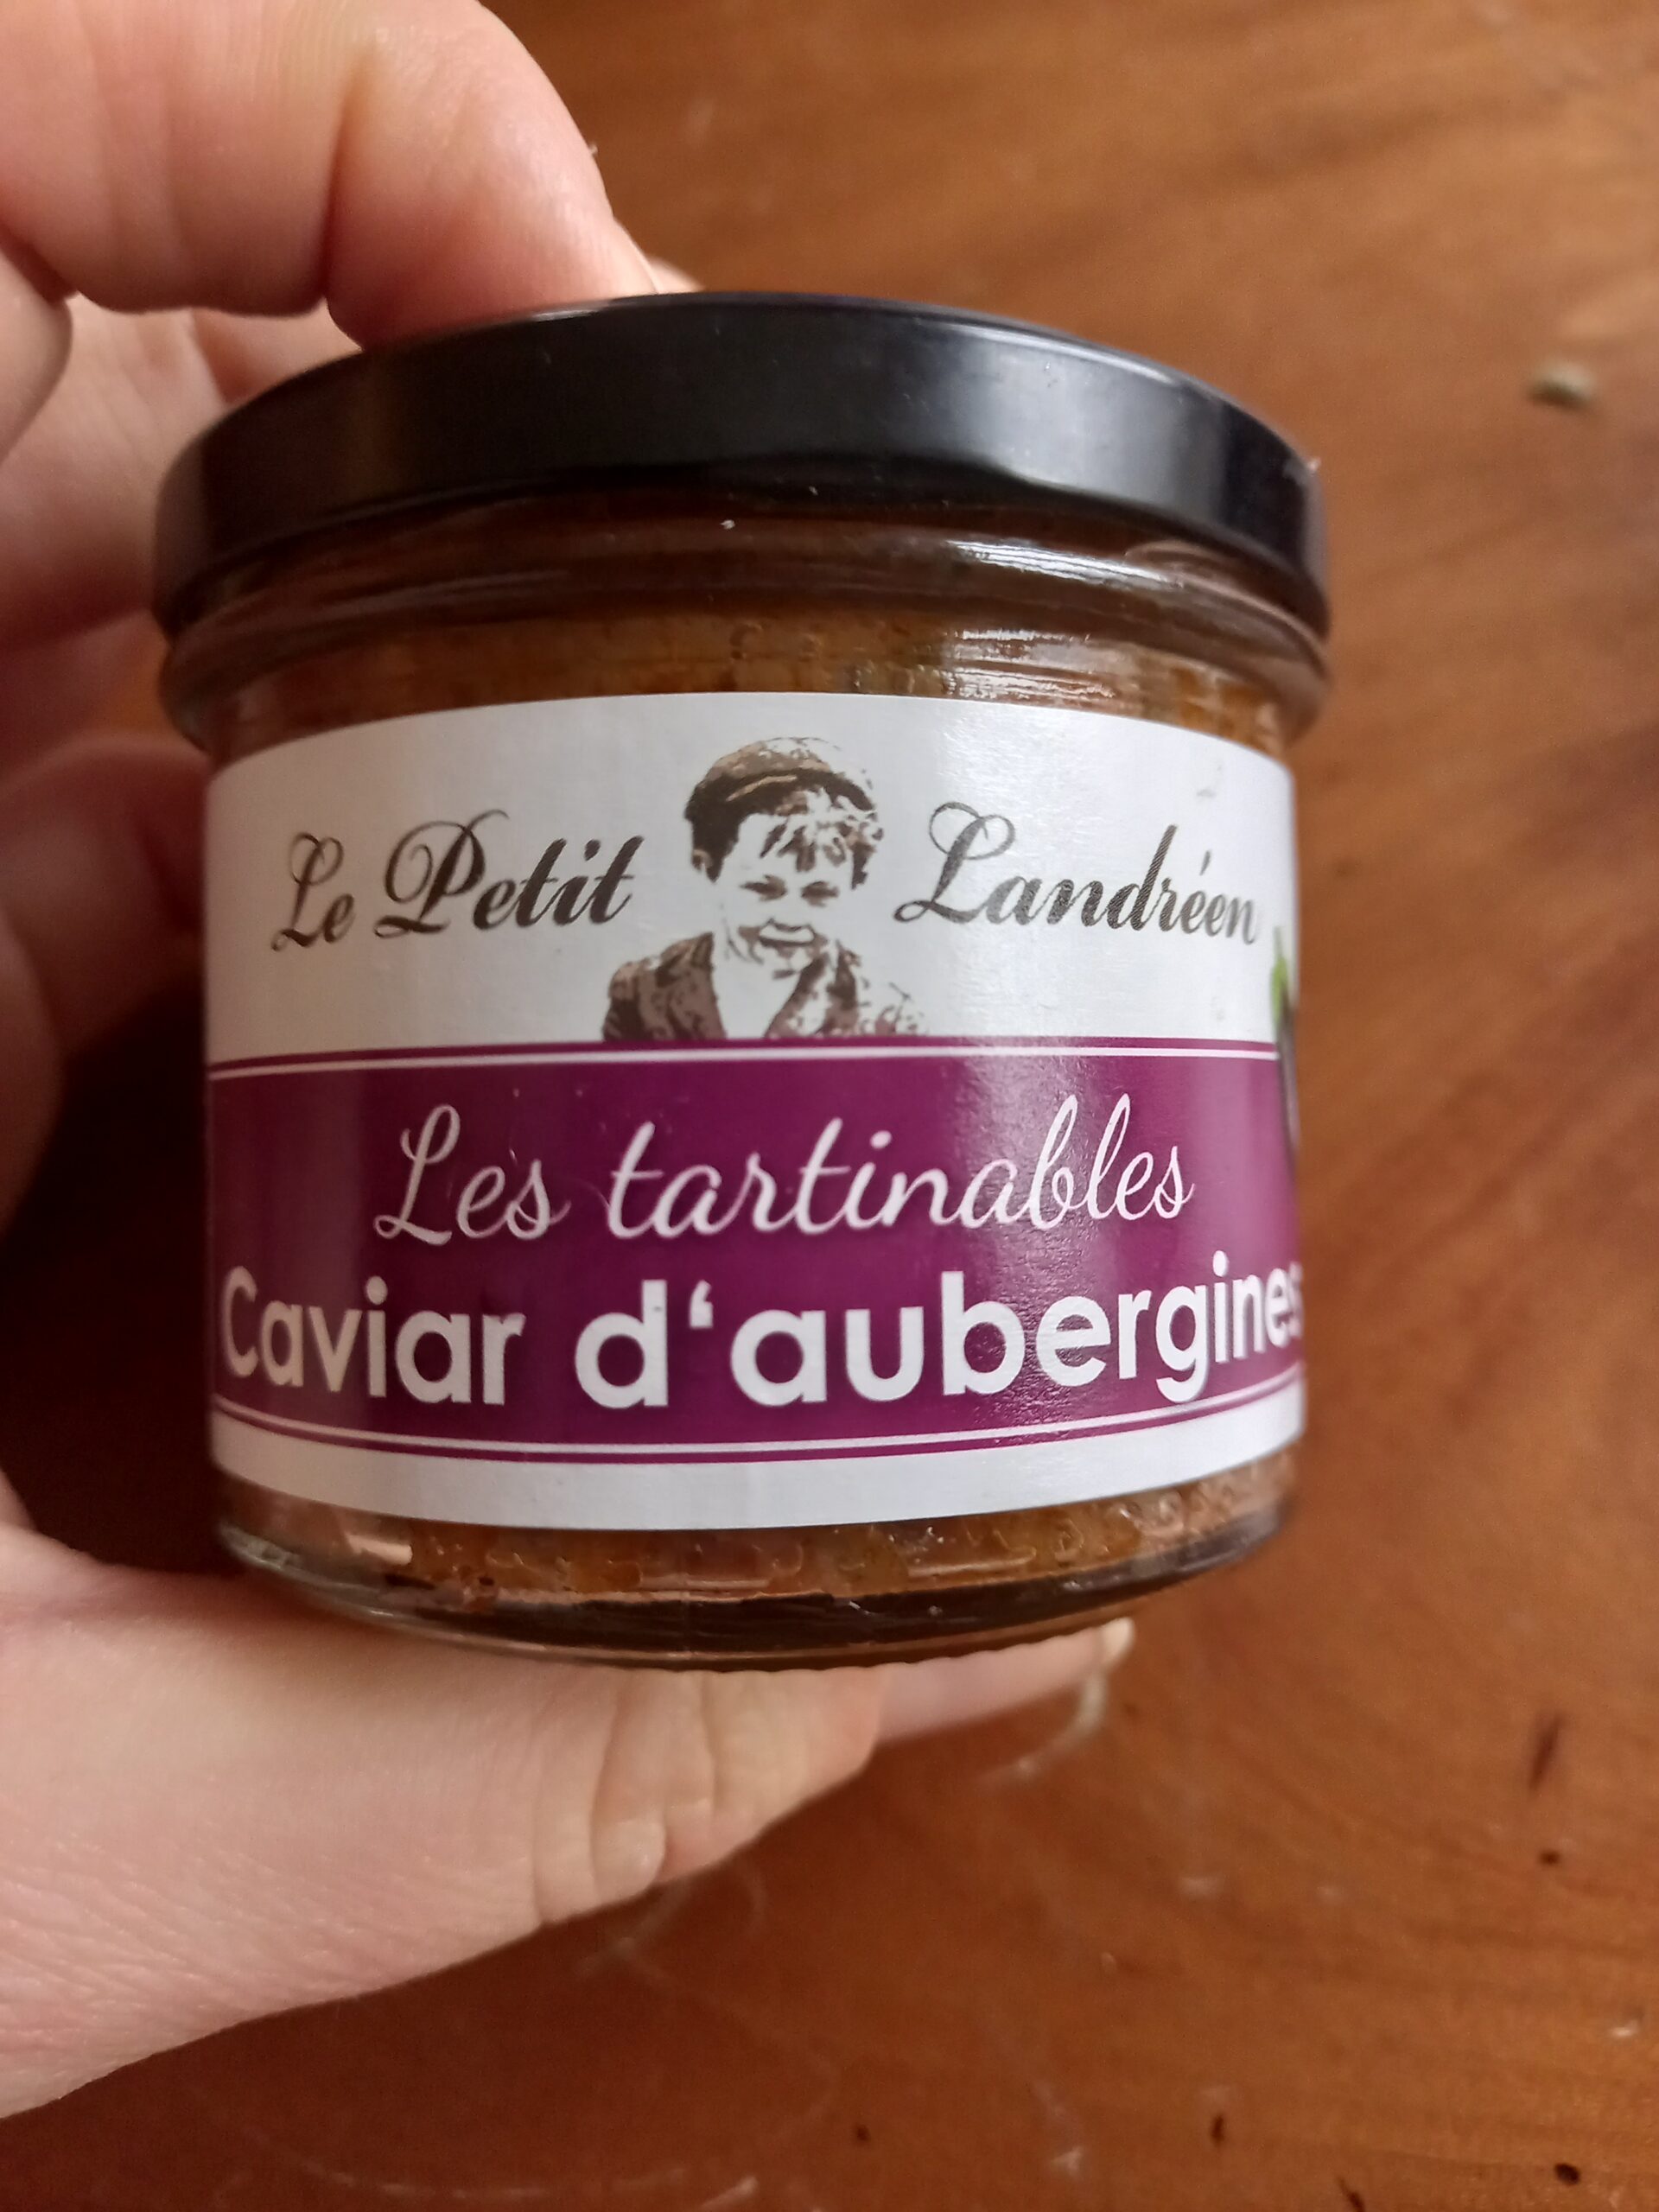 Le Petit Landréen
Les tartinables
Caviar d‘aubergines